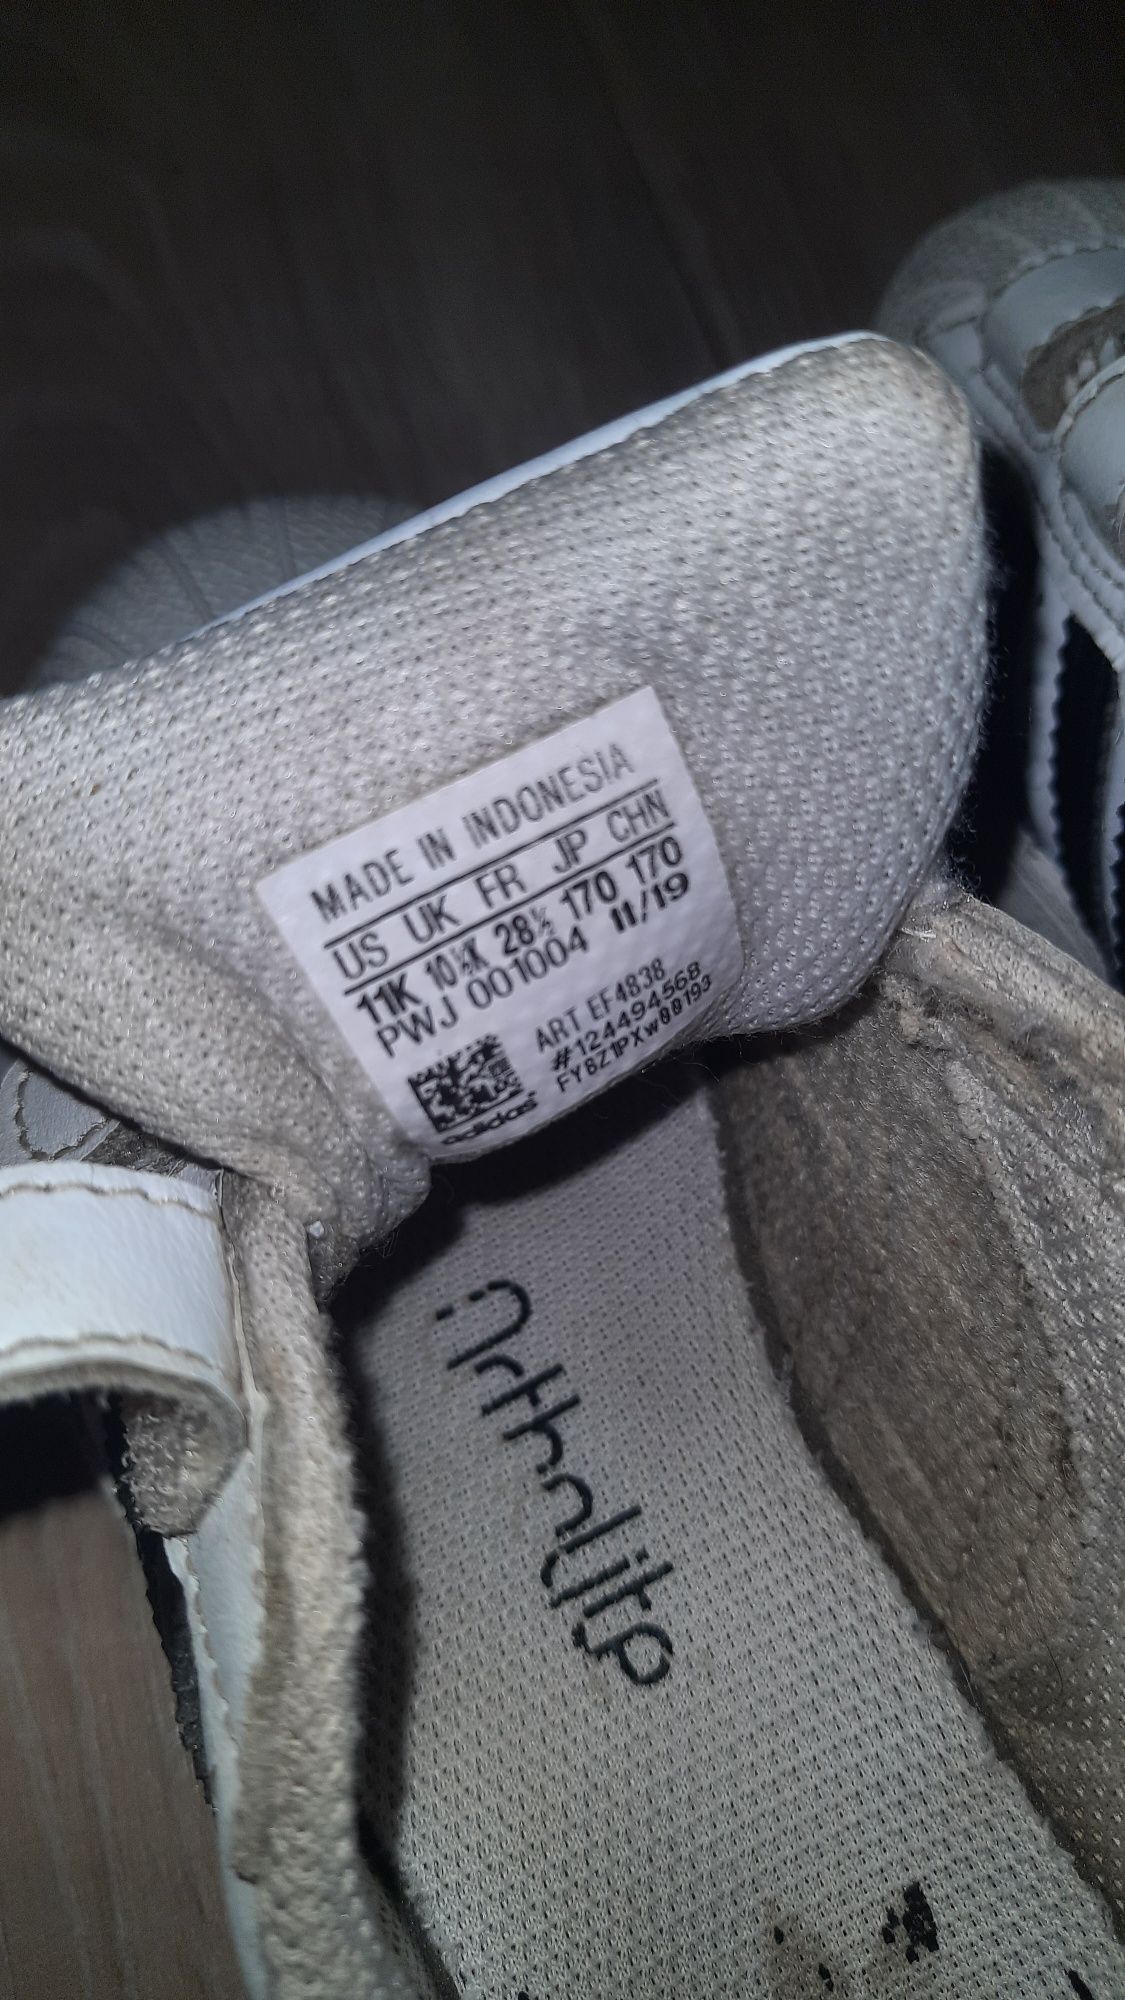 MADE IN INDONESIA
US UK FR JP CHN
11K 10½K 28½ 170 170
PWJ 001004 11/19
ART EF4838
#124494568
FY8Z1PXW00193
adidas
Ortholite